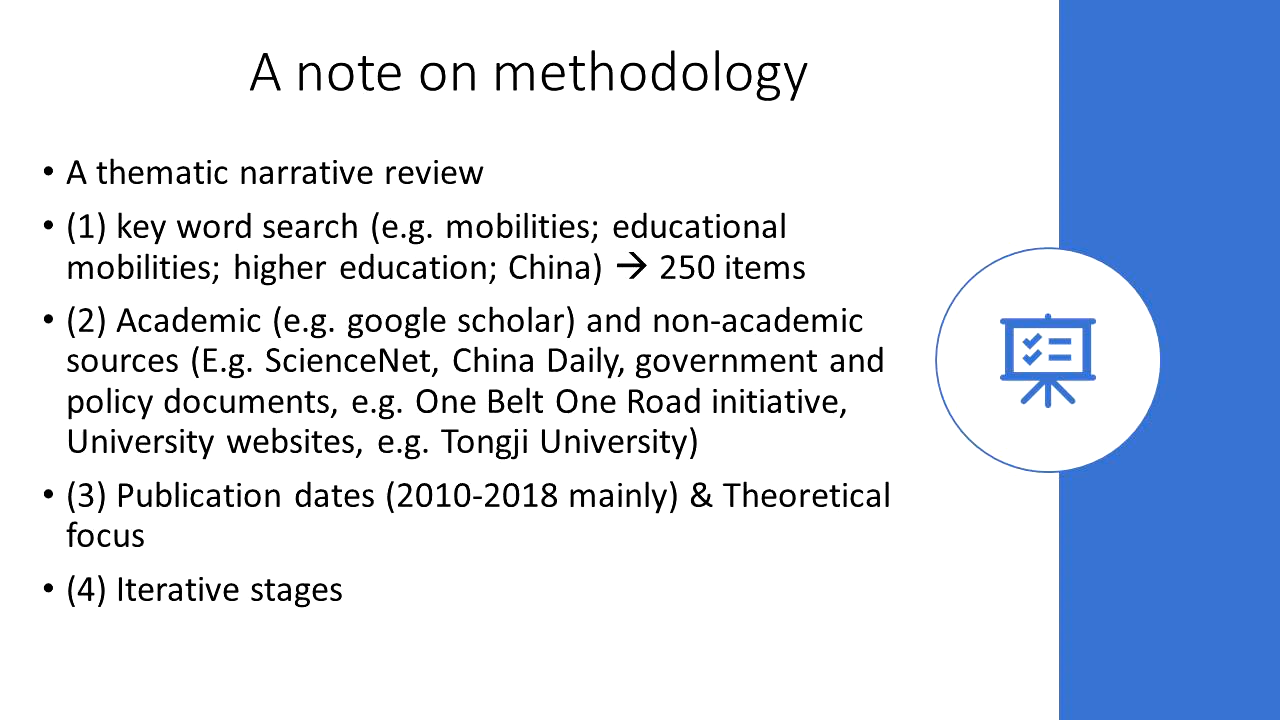 A note on methodology
• A thematic narrative review
• (1) key word search (e.g. mobilities; educational
mobilities; higher education; China) → 250 items
• (2) Academic (e.g. google scholar) and non-academic
sources (E.g. ScienceNet, China Daily, government and
policy documents, e.g. One Belt One Road initiative,
University websites, e.g. Tongji University)
• (3) Publication dates (2010-2018 mainly) & Theoretical
focus
• (4) Iterative stages